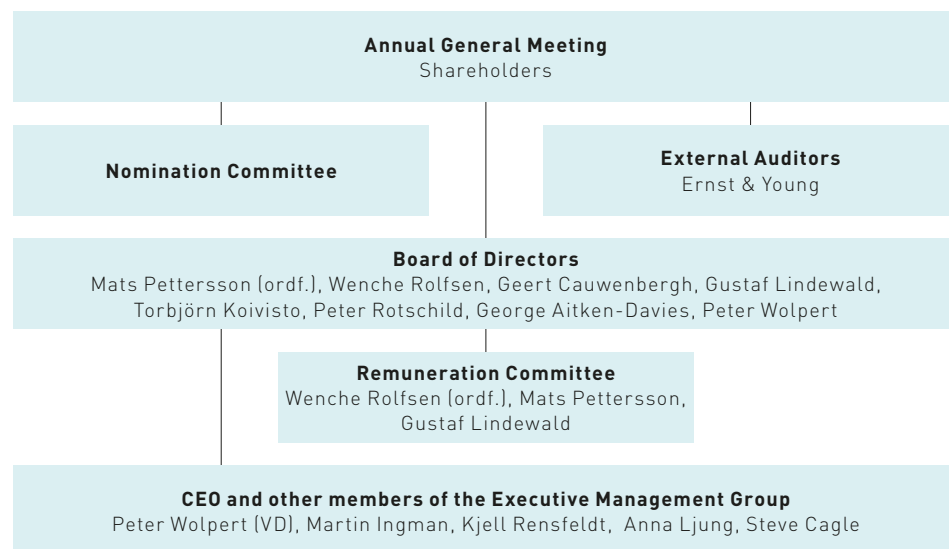 Annual General Meeting
Shareholders
Nomination Committee
External Auditors
Ernst & Young
Board of Directors
Mats Pettersson (ordf.), Wenche Rolfsen, Geert Cauwenbergh, Gustaf Lindewald,
Torbjörn Koivisto, Peter Rotschild, George Aitken-Davies, Peter Wolpert
Remuneration Committee
Wenche Rolfsen (ordf.), Mats Pettersson,
Gustaf Lindewald
CEO and other members of the Executive Management Group
Peter Wolpert (VD), Martin Ingman, Kjell Rensfeldt, Anna Ljung, Steve Cagle